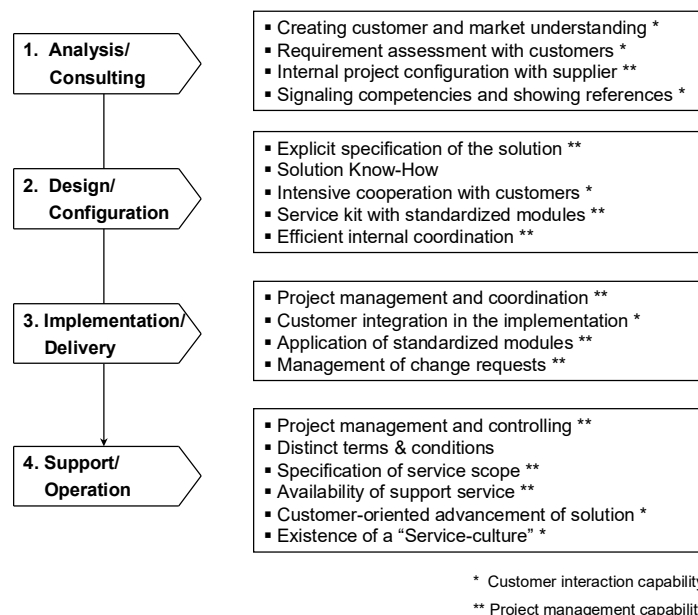 1. Analysis/
Consulting
▪ Creating customer and market understanding *
▪ Requirement assessment with customers *
▪ Internal project configuration with supplier **
▪ Signaling competencies and showing references *
2. Design/
Configuration
▪ Explicit specification of the solution **
▪ Solution Know-How
▪ Intensive cooperation with customers *
▪ Service kit with standardized modules **
▪ Efficient internal coordination **
3. Implementation/
Delivery
▪ Project management and coordination **
▪ Customer integration in the implementation *
▪ Application of standardized modules **
▪ Management of change requests **
4. Support/
Operation
▪ Project management and controlling **
▪ Distinct terms & conditions
▪ Specification of service scope **
▪ Availability of support service **
▪ Customer-oriented advancement of solution *
▪ Existence of a “Service-culture” *
* Customer interaction capability
** Project management capabilit